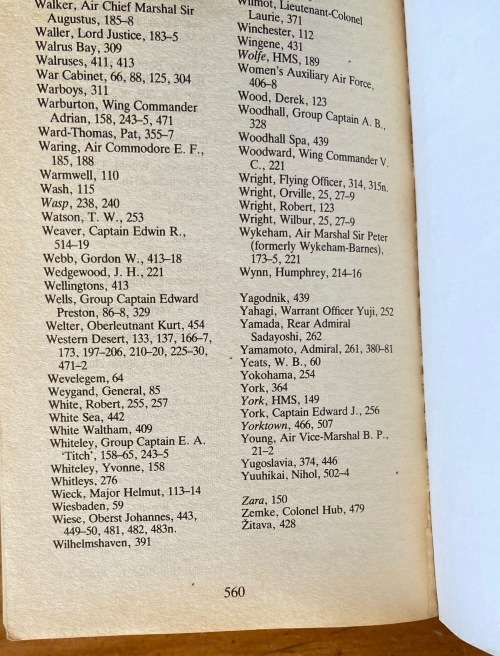 Walker, Air Chief Marshal Sir
Augustus, 185–8
Waller, Lord Justice, 183–5
Walrus Bay, 309
Walruses, 411, 413
War Cabinet, 66, 88, 125, 304
Warboys, 311
Warburton, Wing Commander
Adrian, 158, 243–5, 471
Ward-Thomas, Pat, 355–7
Waring, Air Commodore E. F.,
185, 188
Warmwell, 110
Wash, 115
Wasp, 238, 240
Watson, T. W., 253
Weaver, Captain Edwin R.,
514–19
Webb, Gordon W., 413–18
Wedgewood, J. H., 221
Wellingtons, 413
Wells, Group Captain Edward
Preston, 86–8, 329
Welter, Oberleutnant Kurt, 454
Western Desert, 133, 137, 166–7,
173, 197–206, 210–20, 225–30,
471–2
Wevelegem, 64
Weygand, General, 85
White, Robert, 255, 257
White Sea, 442
White Waltham, 409
Whiteley, Group Captain E. A.
‘Titch’, 158–65, 243–5
Whiteley, Yvonne, 158
Whitleys, 276
Wieck, Major Helmut, 113–14
Wiesbaden, 59
Wiese, Oberst Johannes, 443,
449–50, 481, 482, 483n.
Wilhelmshaven, 391
Wilmot, Lieutenant-Colonel
Laurie, 371
Winchester, 112
Wingene, 431
Wolfe, HMS, 189
Women's Auxiliary Air Force,
406–8
Wood, Derek, 123
Woodhall, Group Captain A. B.,
328
Woodhall Spa, 439
Woodward, Wing Commander V.
C., 221
Wright, Flying Officer, 314, 315n.
Wright, Orville, 25, 27–9
Wright, Robert, 123
Wright, Wilbur, 25, 27–9
Wykeham, Air Marshal Sir Peter
(formerly Wykeham-Barnes),
173–5, 221
Wynn, Humphrey, 214–16
Yagodnik, 439
Yahagi, Warrant Officer Yuji, 252
Yamada, Rear Admiral
Sadayoshi, 262
Yamamoto, Admiral, 261, 380–81
Yeats, W. B., 60
Yokohama, 254
York, 364
York, HMS, 149
York, Captain Edward J., 256
Yorktown, 466, 507
Young, Air Vice-Marshal B. P.,
21–2
Yugoslavia, 374, 446
Yuuhikai, Nihol, 502–4
Zara, 150
Zemke, Colonel Hub, 479
Žitava, 428
560